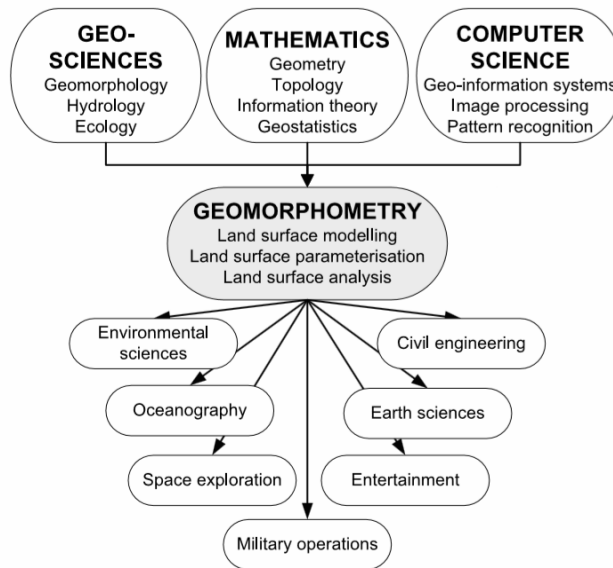 GEO-
SCIENCES
Geomorphology
Hydrology
Ecology
MATHEMATICS
Geometry
Topology
Information theory
Geostatistics
COMPUTER
SCIENCE
Geo-information systems
Image processing
Pattern recognition
GEOMORPHOMETRY
Land surface modelling
Land surface parameterisation
Land surface analysis
Environmental
sciences
Civil engineering
Oceanography
Earth sciences
Space exploration
Entertainment
Military operations